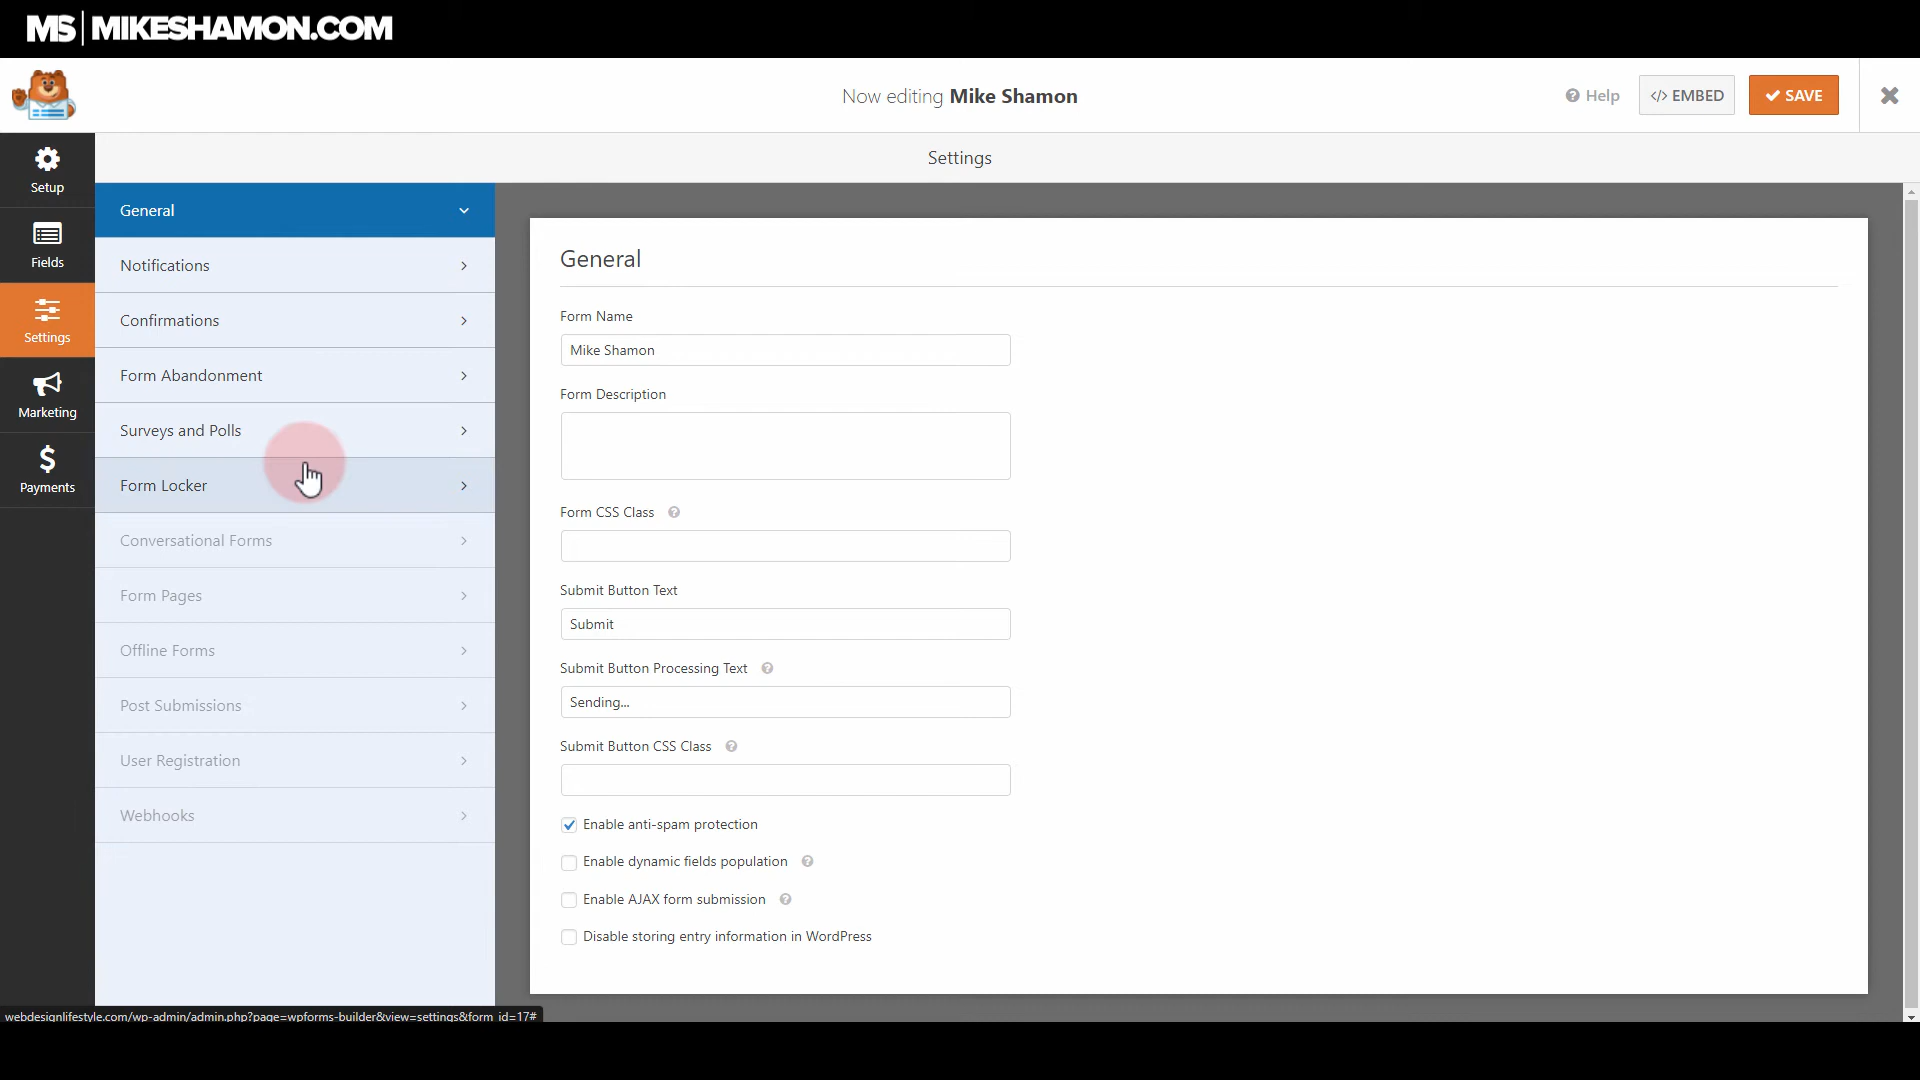 MS | MIKESHAMON.COM
Now editing Mike Shamon
Help
</> EMBED
SAVE
Settings
Setup
Fields
Settings
Marketing
$
Payments
General
Notifications
Confirmations
Form Abandonment
Surveys and Polls
Form Locker
Conversational Forms
Form Pages
Offline Forms
Post Submissions
User Registration
Webhooks
General
Form Name
Mike Shamon
Form Description
Form CSS Class
Submit Button Text
Submit
Submit Button Processing Text
Sending...
Submit Button CSS Class
Enable anti-spam protection
Enable dynamic fields population
Enable AJAX form submission
Disable storing entry information in WordPress
webdesignlifestyle.com/wp-admin/admin.php?page=wpforms-builder&view=settings&form_id=17#